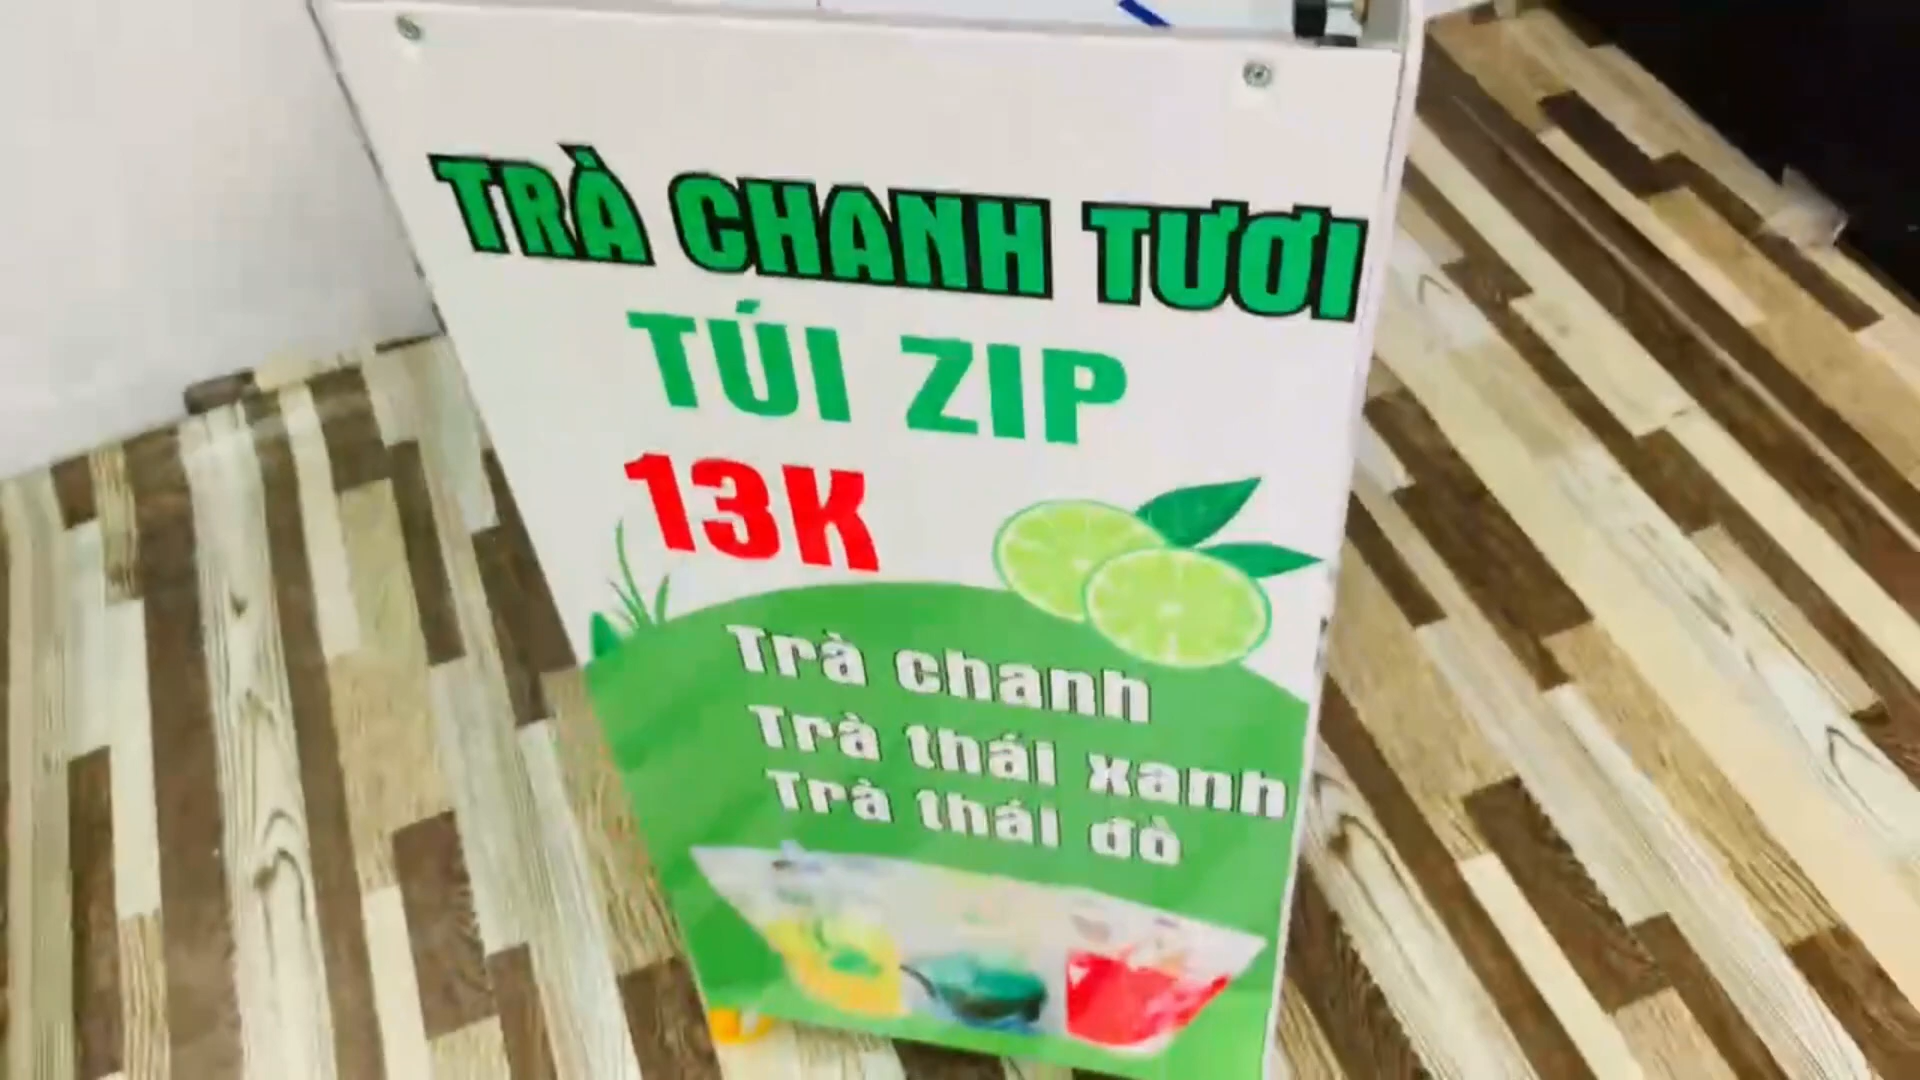 TRÀ CHANH TƯƠI
TÚI ZIP
13K
Trà chanh
Trà thái xanh
Trà thái đỏ